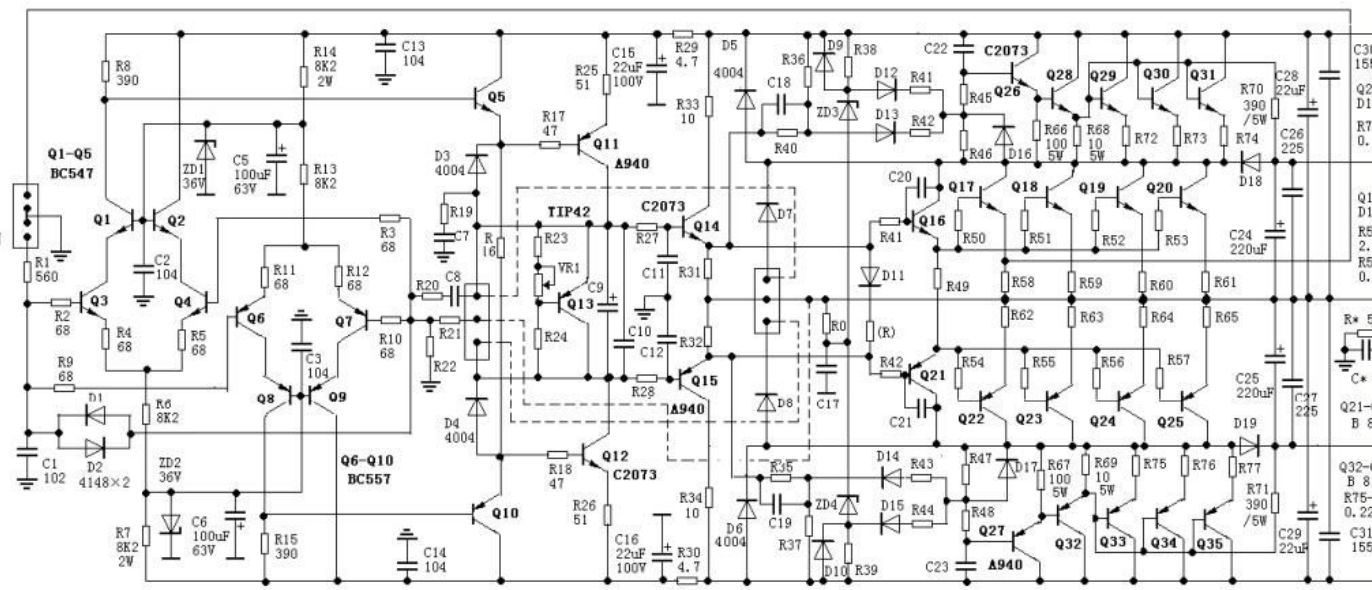 R8
390
R14
8K2
2W
C13
104
Q5
R25
51
C15
22uF
100V
R29
4.7
R33
10
D5
4004
D9
R38
R36
C18
ZD3
D12
R41
D13
R42
R40
C22
C2073
Q26
R45
R46
D16
Q28
Q29
Q30
Q31
R66
100
5W
R68
10
5W
R72
R73
R74
R70
390
/5W
D18
C28
22uF
C26
225
C30
155
Q1-Q5
BC547
ZD1
36V
C5
100uF
63V
R13
8K2
D3
4004
R17
47
Q11
A940
Q1
Q2
C2
104
R3
68
R19
C7
R
16
TIP42
R23
VR1
Q13
R24
C9
C10
C2073
Q14
R27
C11
R31
C12
R32
Q15
A940
R28
D7
D8
C20
Q16
R41
D11
(R)
R42
Q21
C21
Q17
Q18
Q19
Q20
R50
R51
R52
R53
R49
R58
R59
R60
R61
R62
R63
R64
R65
R54
R55
R56
R57
Q22
Q23
Q24
Q25
C24
220uF
C25
220uF
C27
225
R*
C*
R1
560
R2
68
Q3
Q4
R4
68
R5
68
R9
68
D1
D2
4148×2
C1
102
R6
8K2
ZD2
36V
R7
8K2
2W
C6
100uF
63V
R11
68
R12
68
Q6
Q7
C3
104
Q8
Q9
R10
68
R20
C8
R21
R22
Q6-Q10
BC557
R15
390
Q10
C14
104
D4
4004
R18
47
Q12
C2073
R26
51
C16
22uF
100V
R30
4.7
R34
10
D6
4004
R0
C17
R35
C19
R37
ZD4
D10
R39
D14
R43
D15
R44
R47
R48
D17
Q27
A940
C23
R67
100
5W
R69
10
5W
Q32
Q33
Q34
Q35
R75
R76
R77
D19
R71
390
/5W
C29
22uF
C31
155